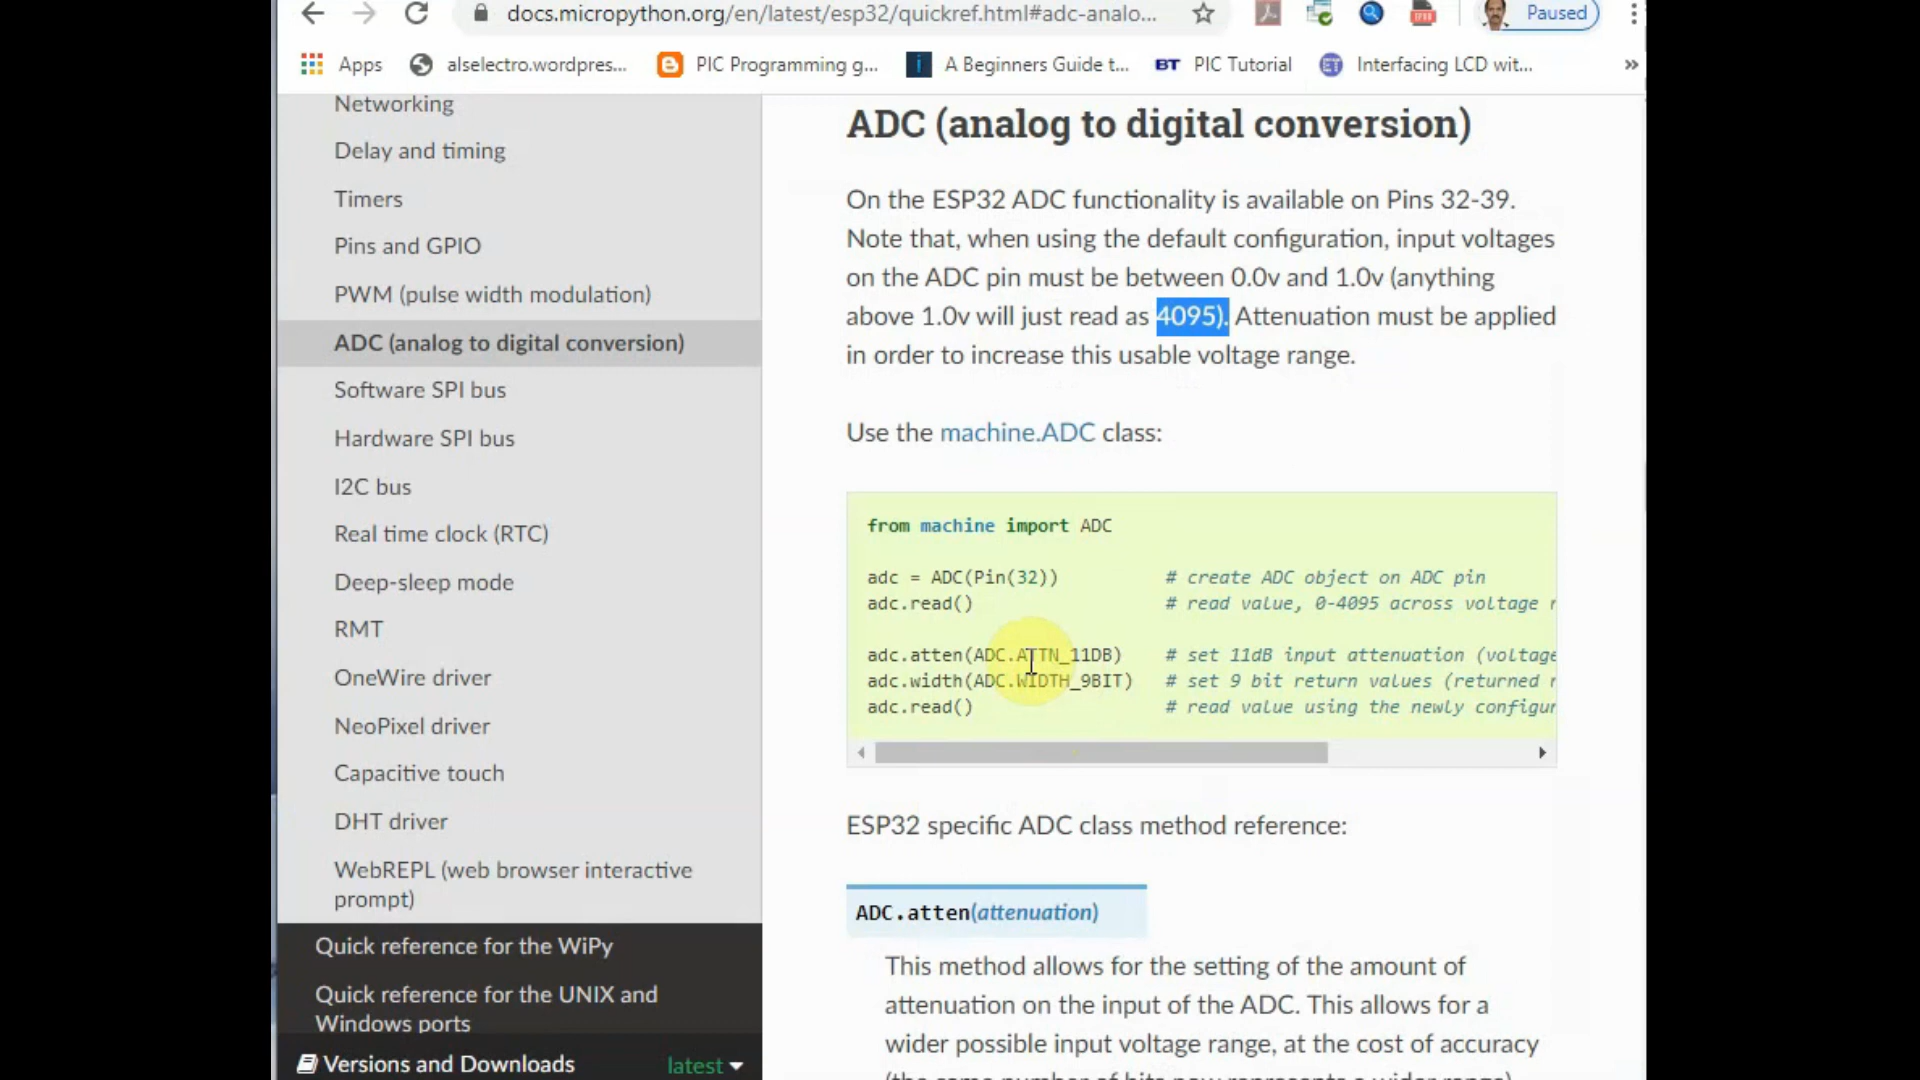 docs.micropython.org/en/latest/esp32/quickref.html#adc-analo...
Paused
Apps
alselectro.wordpres...
PIC Programming g...
A Beginners Guide t...
BT PIC Tutorial
ET Interfacing LCD wit...
»
Networking
Delay and timing
Timers
Pins and GPIO
PWM (pulse width modulation)
ADC (analog to digital conversion)
Software SPI bus
Hardware SPI bus
I2C bus
Real time clock (RTC)
Deep-sleep mode
RMT
OneWire driver
NeoPixel driver
Capacitive touch
DHT driver
WebREPL (web browser interactive
prompt)
Quick reference for the WiPy
Quick reference for the UNIX and
Windows ports
Versions and Downloads
latest
ADC (analog to digital conversion)
On the ESP32 ADC functionality is available on Pins 32-39.
Note that, when using the default configuration, input voltages
on the ADC pin must be between 0.0v and 1.0v (anything
above 1.0v will just read as 4095). Attenuation must be applied
in order to increase this usable voltage range.
Use the machine.ADC class:
from machine import ADC
adc = ADC(Pin(32)) # create ADC object on ADC pin
adc.read() # read value, 0-4095 across voltage r
adc.atten(ADC.ATTN_11DB) # set 11dB input attenuation (voltage
adc.width(ADC.WIDTH_9BIT) # set 9 bit return values (returned r
adc.read() # read value using the newly configur
ESP32 specific ADC class method reference:
ADC.atten(attenuation)
This method allows for the setting of the amount of
attenuation on the input of the ADC. This allows for a
wider possible input voltage range, at the cost of accuracy
(the same number of bits now represents a wider range).